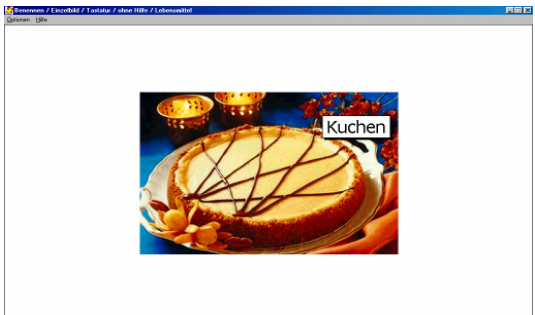 Benennen / Einzelbild / Tastatur / ohne Hilfe / Lebensmittel
Optionen Hilfe
Kuchen